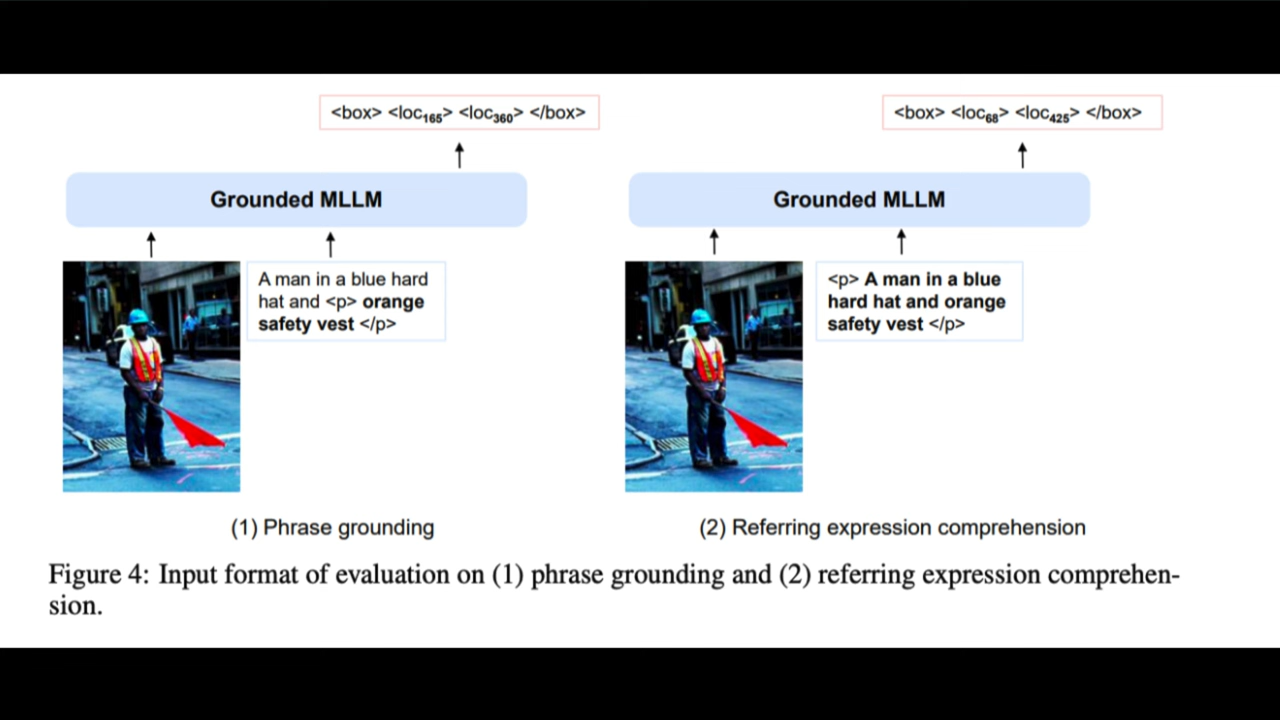 <box> <loc165> <loc360> </box>
<box> <loc68> <loc425> </box>
Grounded MLLM
Grounded MLLM
A man in a blue hard
hat and <p> orange
safety vest </p>
<p> A man in a blue
hard hat and orange
safety vest </p>
(1) Phrase grounding
(2) Referring expression comprehension
Figure 4: Input format of evaluation on (1) phrase grounding and (2) referring expression comprehen-
sion.